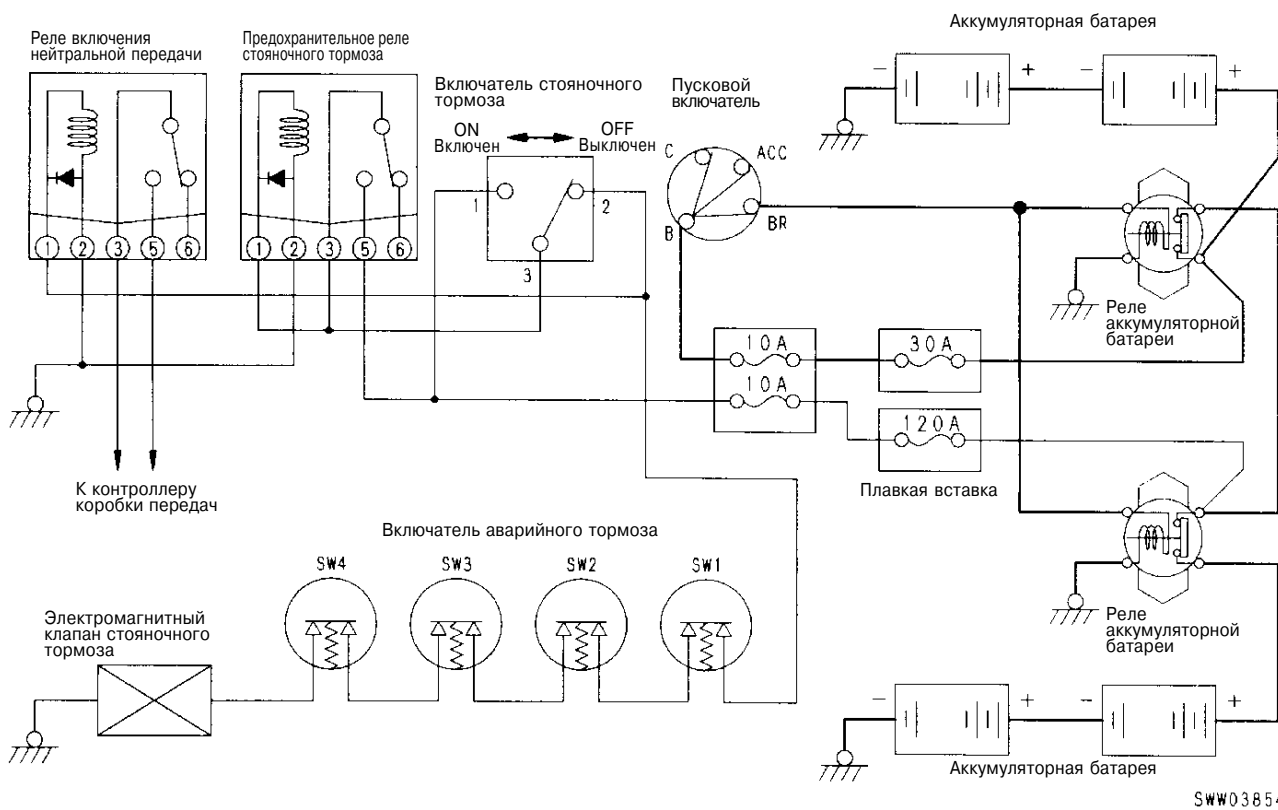 Аккумуляторная батарея
Реле включения
нейтральной передачи
Предохранительное реле
стояночного тормоза
Включатель стояночного
тормоза
ON
Включен
OFF
Выключен
Пусковой
включатель
- + - +
C ACC
B BR
1 2
3
1 2 3 5 6
1 2 3 5 6
Реле
аккумуляторной
батареи
10A 30A
10A
120A
Плавкая вставка
К контроллеру
коробки передач
Включатель аварийного тормоза
SW4 SW3 SW2 SW1
Электромагнитный
клапан стояночного
тормоза
Реле
аккумуляторной
батареи
- + - +
Аккумуляторная батарея
SWW03854